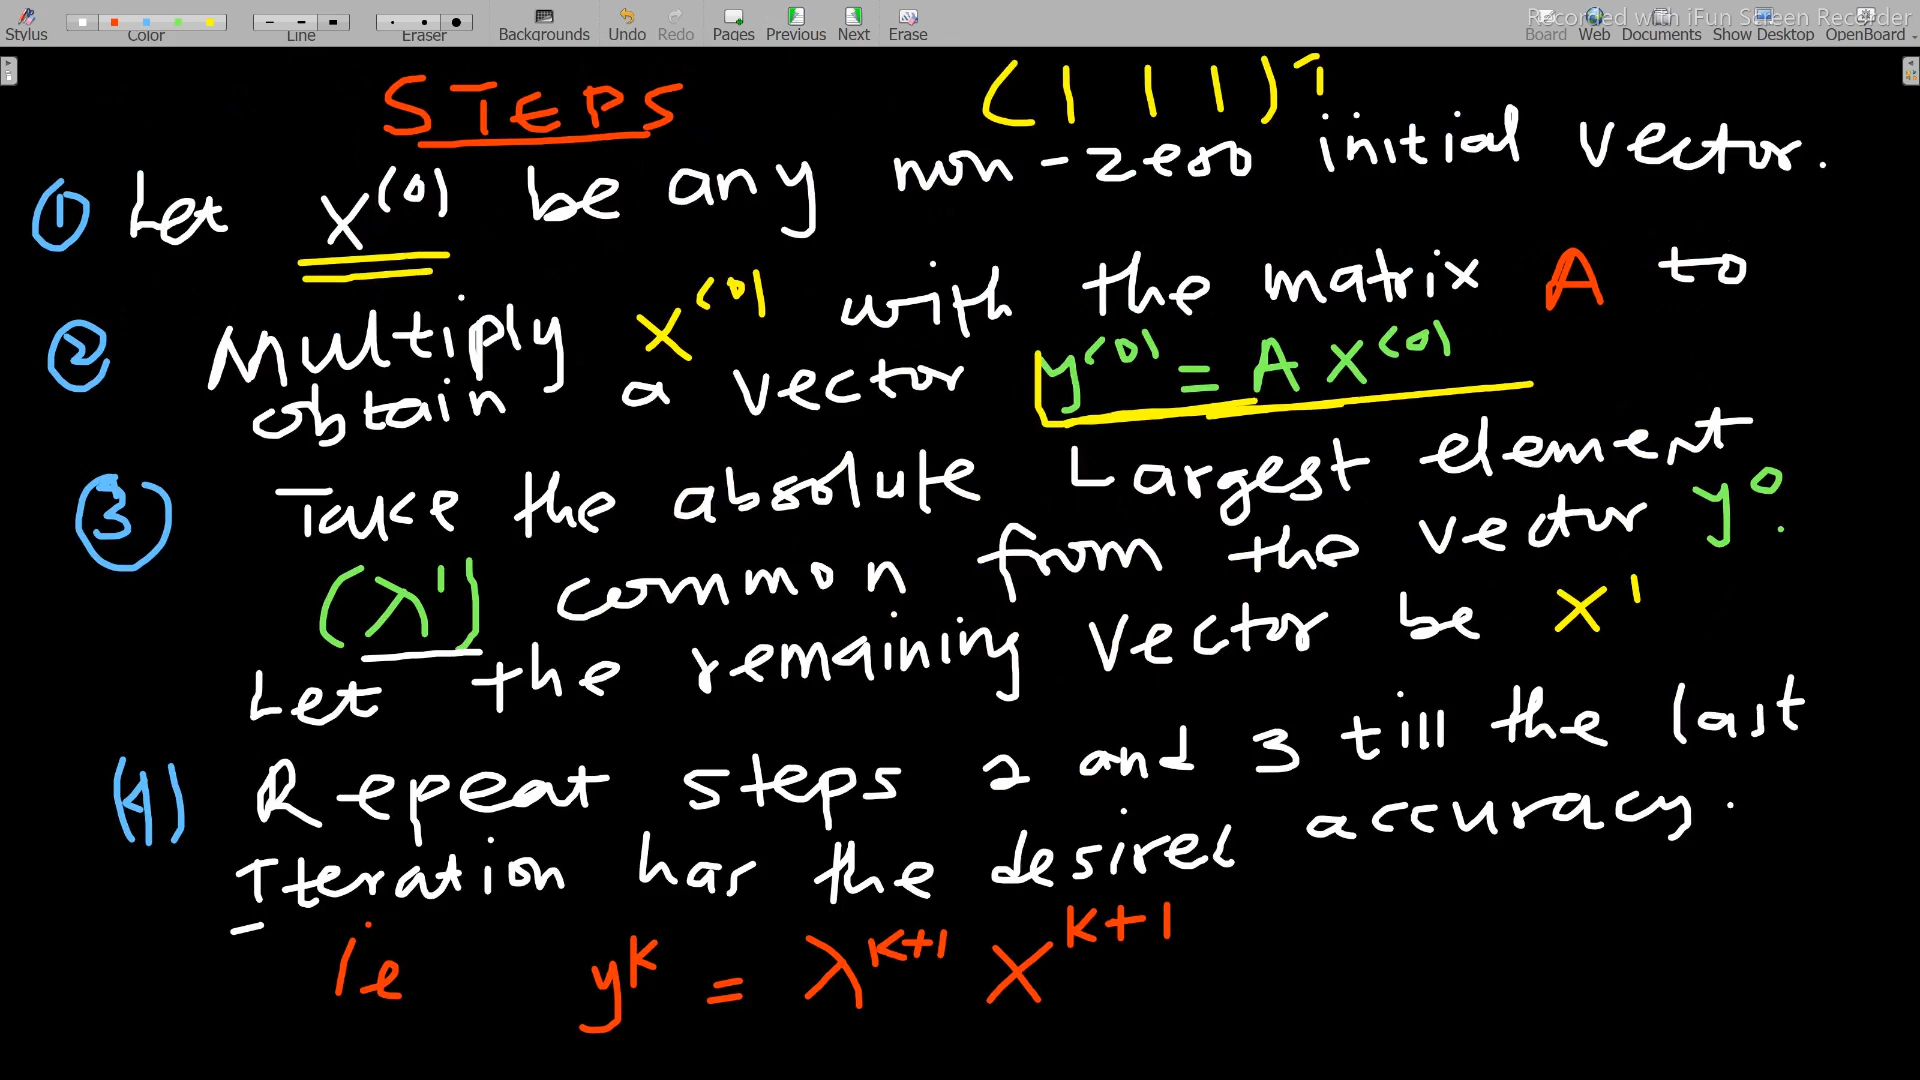 Recorded with iFun Screen Recorder
Stylus Color Line Eraser Backgrounds Undo Redo Pages Previous Next Erase Board Web Documents Show Desktop OpenBoard
STEPS
(1 1 1)ᵀ
① Let X⁽⁰⁾ be any non-zero initial vector.
② Multiply X⁽⁰⁾ with the matrix A to
obtain a vector y⁽⁰⁾ = A X⁽⁰⁾
③ Take the absolute Largest element
(λ¹) common from the vector y⁰.
Let the remaining vector be X¹
(4) Repeat steps 2 and 3 till the last
Iteration has the desired accuracy.
ie yᵏ = λᵏ⁺¹ Xᵏ⁺¹